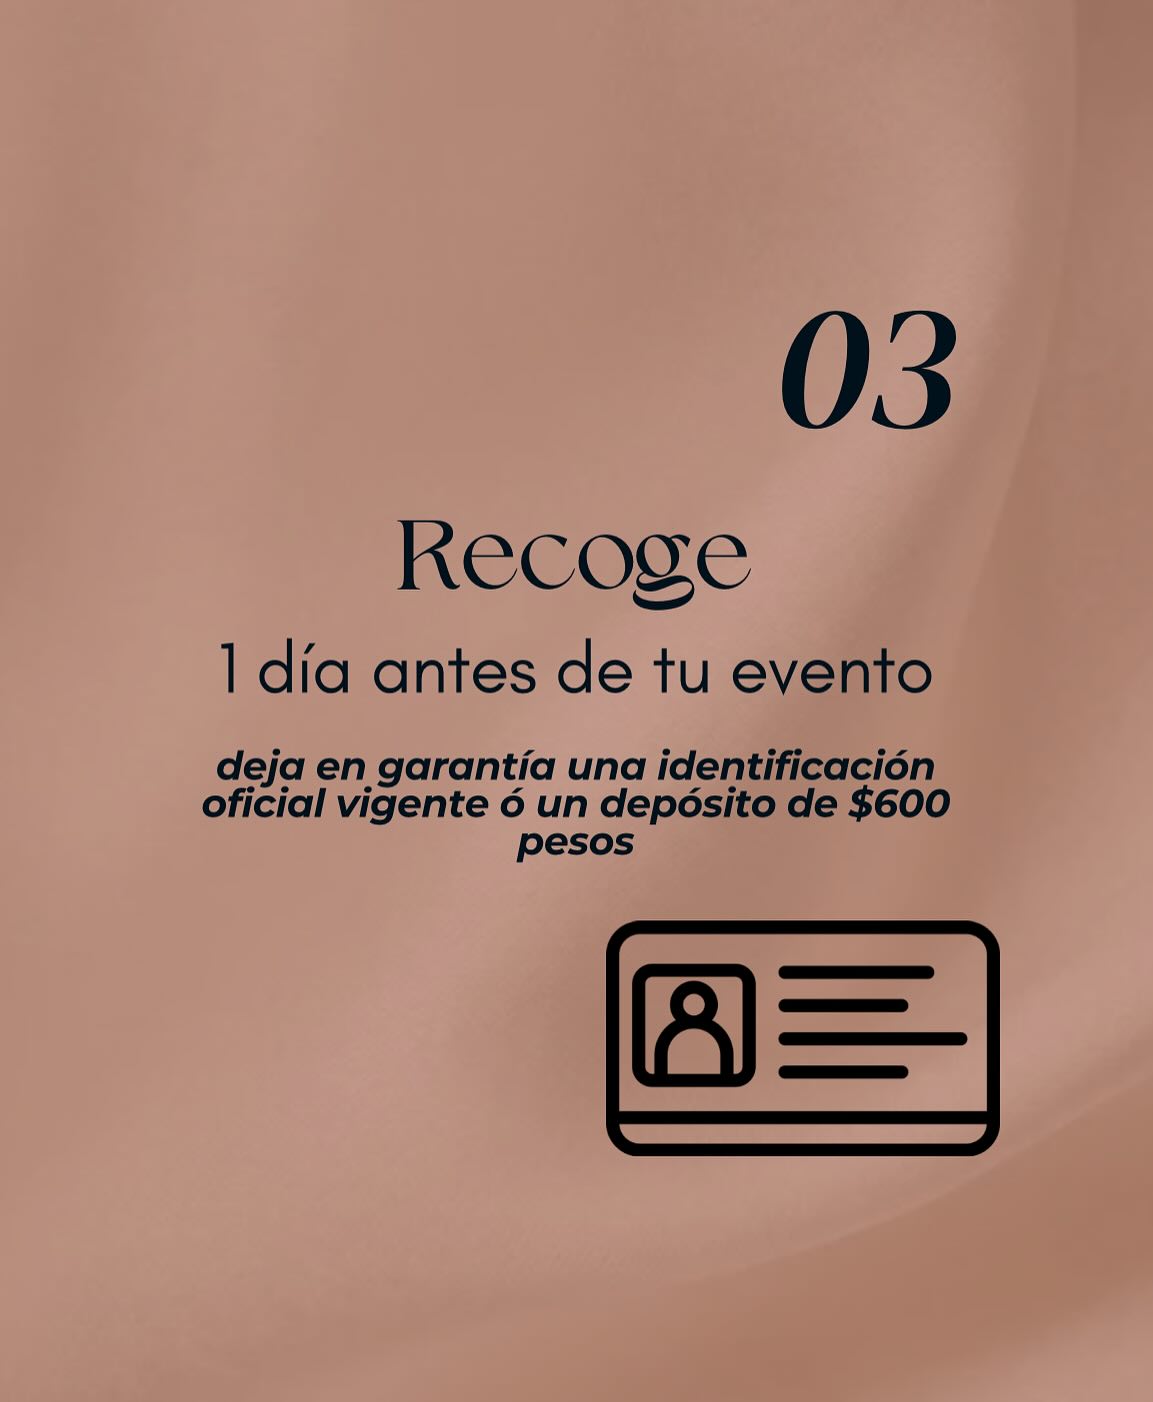 03
Recoge
1 día antes de tu evento
deja en garantía una identificación
oficial vigente ó un depósito de $600
pesos